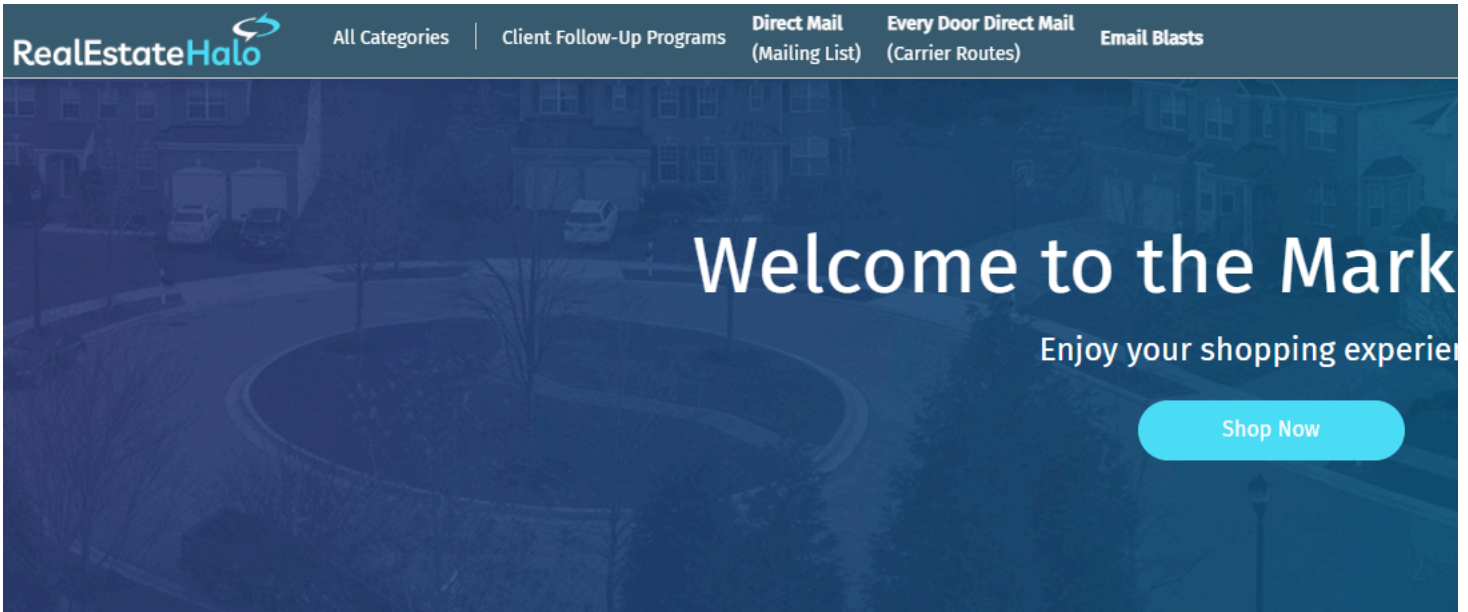 RealEstateHalo
All Categories
Client Follow-Up Programs
Direct Mail
(Mailing List)
Every Door Direct Mail
(Carrier Routes)
Email Blasts
Welcome to the Mark
Enjoy your shopping experie
Shop Now